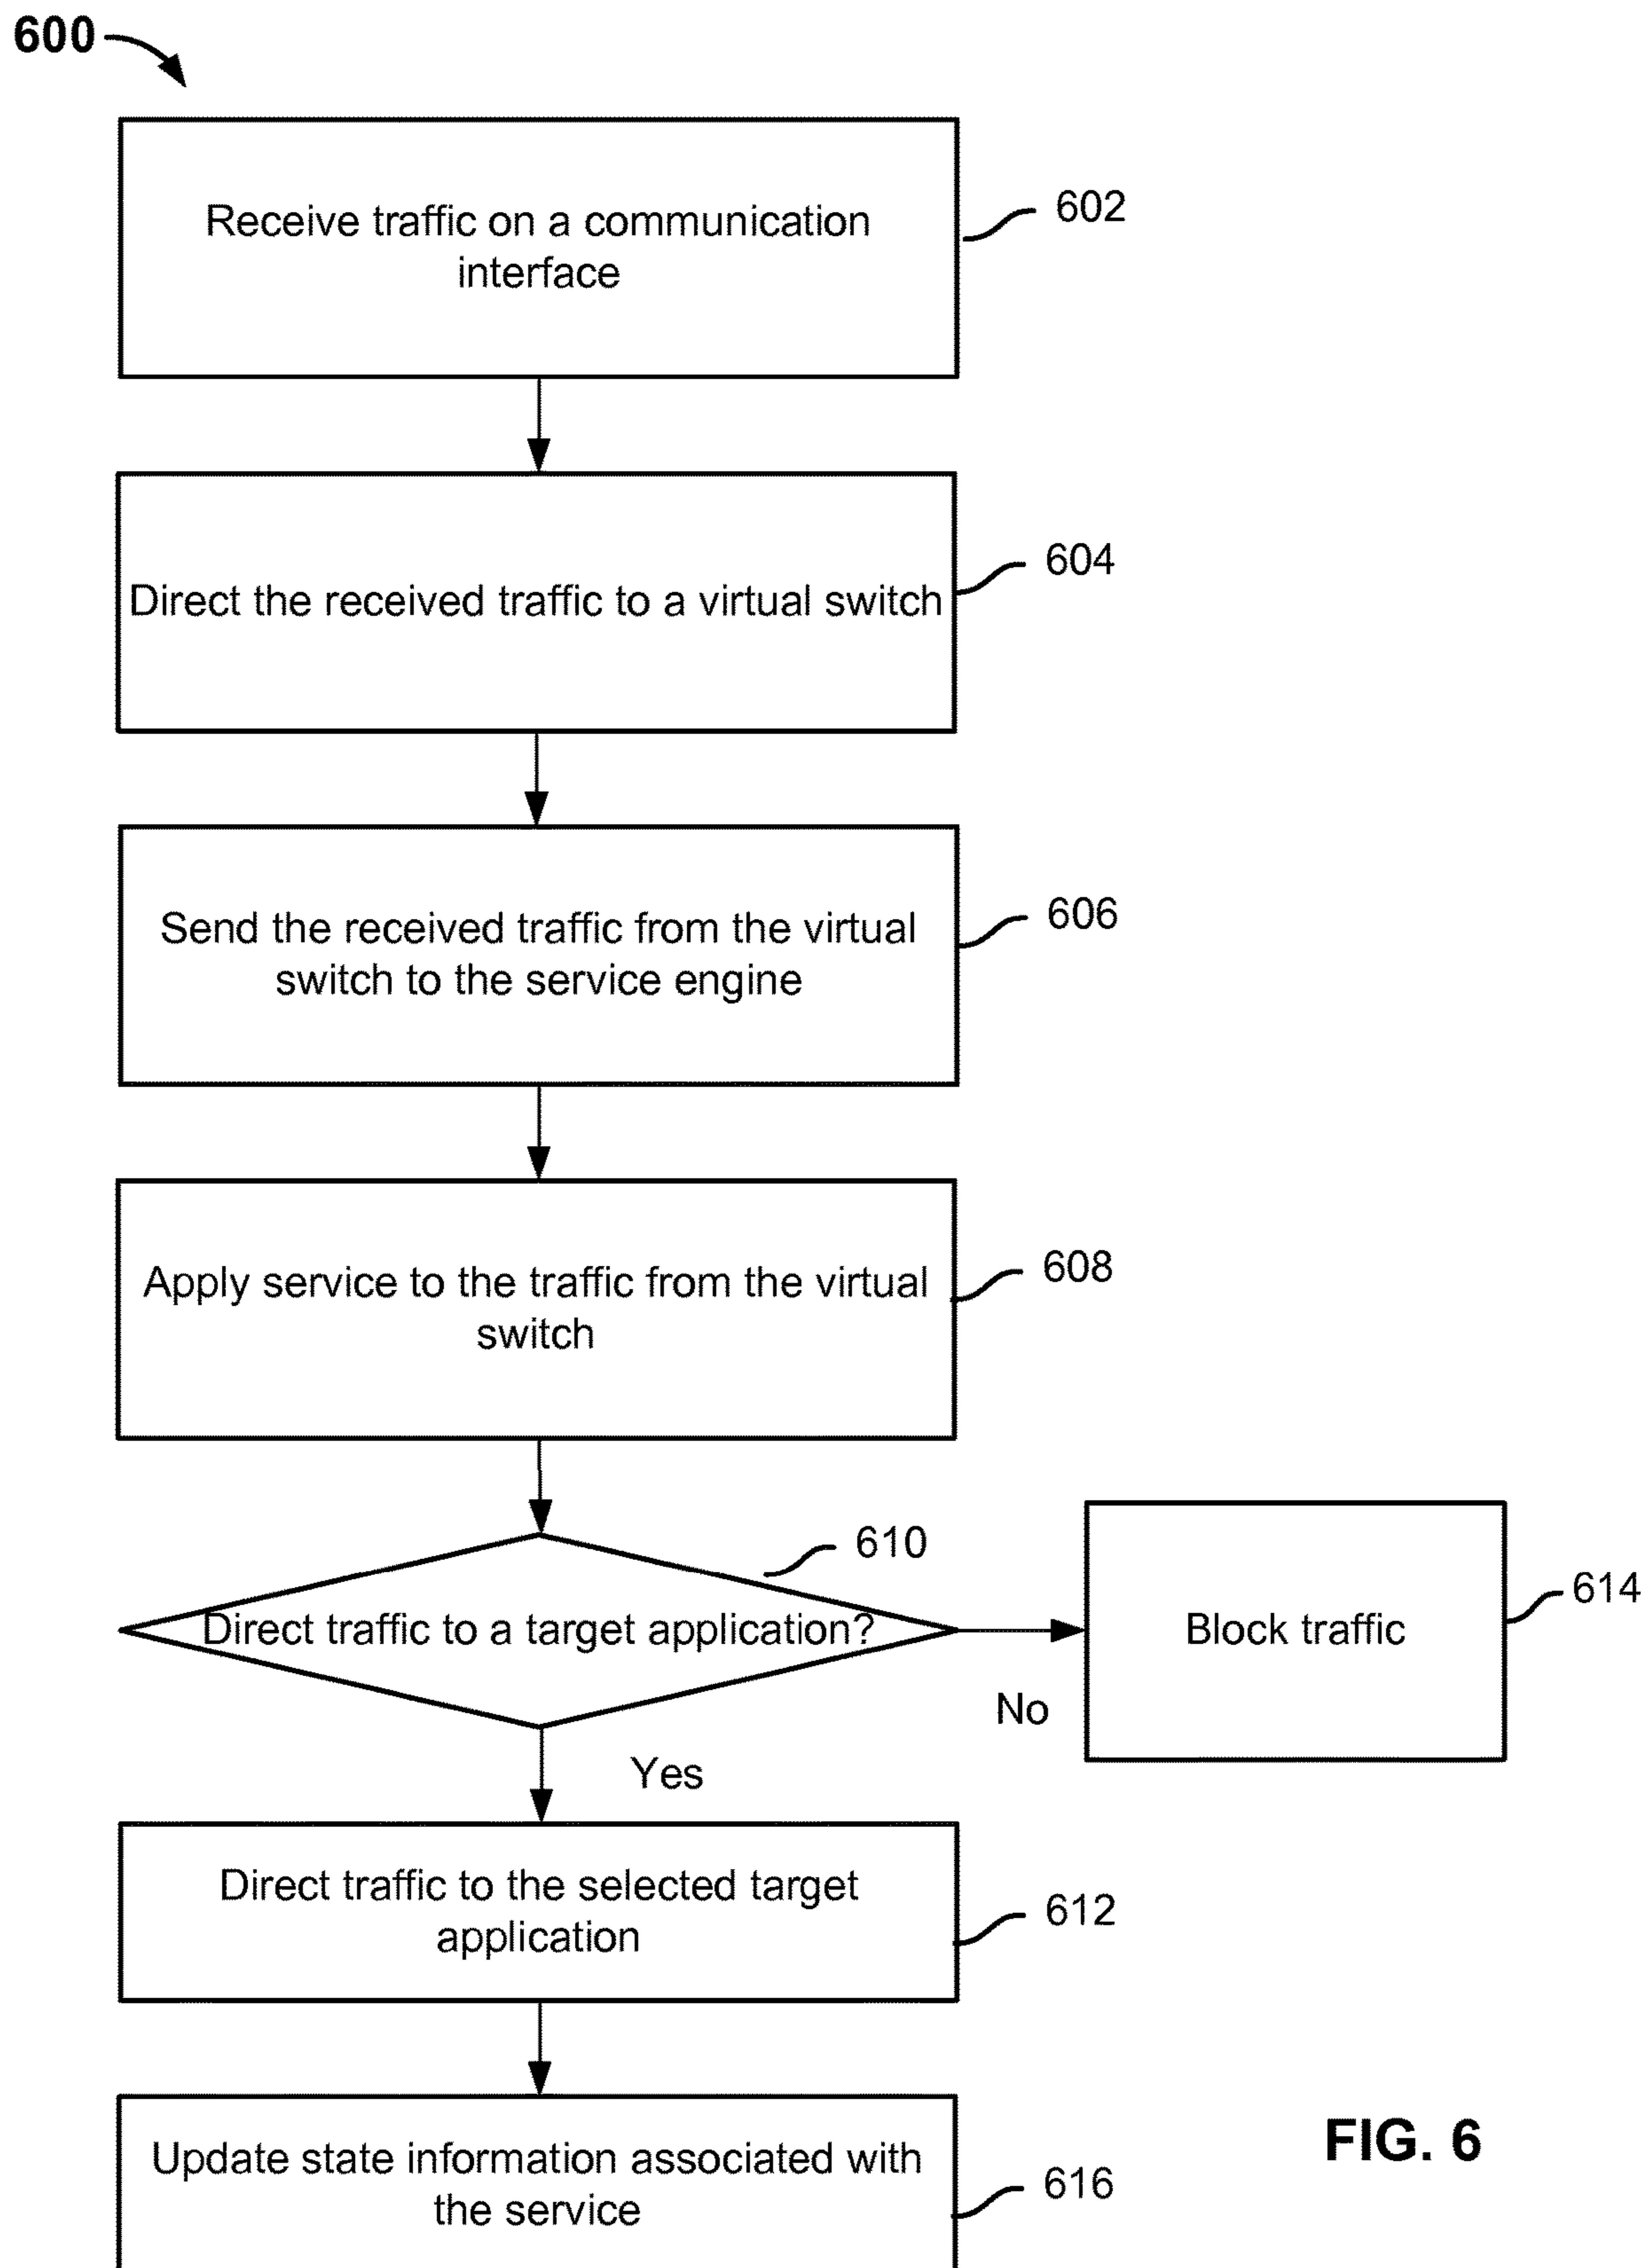 600
Receive traffic on a communication
interface
602
Direct the received traffic to a virtual switch
604
Send the received traffic from the virtual
switch to the service engine
606
Apply service to the traffic from the virtual
switch
608
Direct traffic to a target application?
610
No
Block traffic
614
Yes
Direct traffic to the selected target
application
612
Update state information associated with
the service
616
FIG. 6